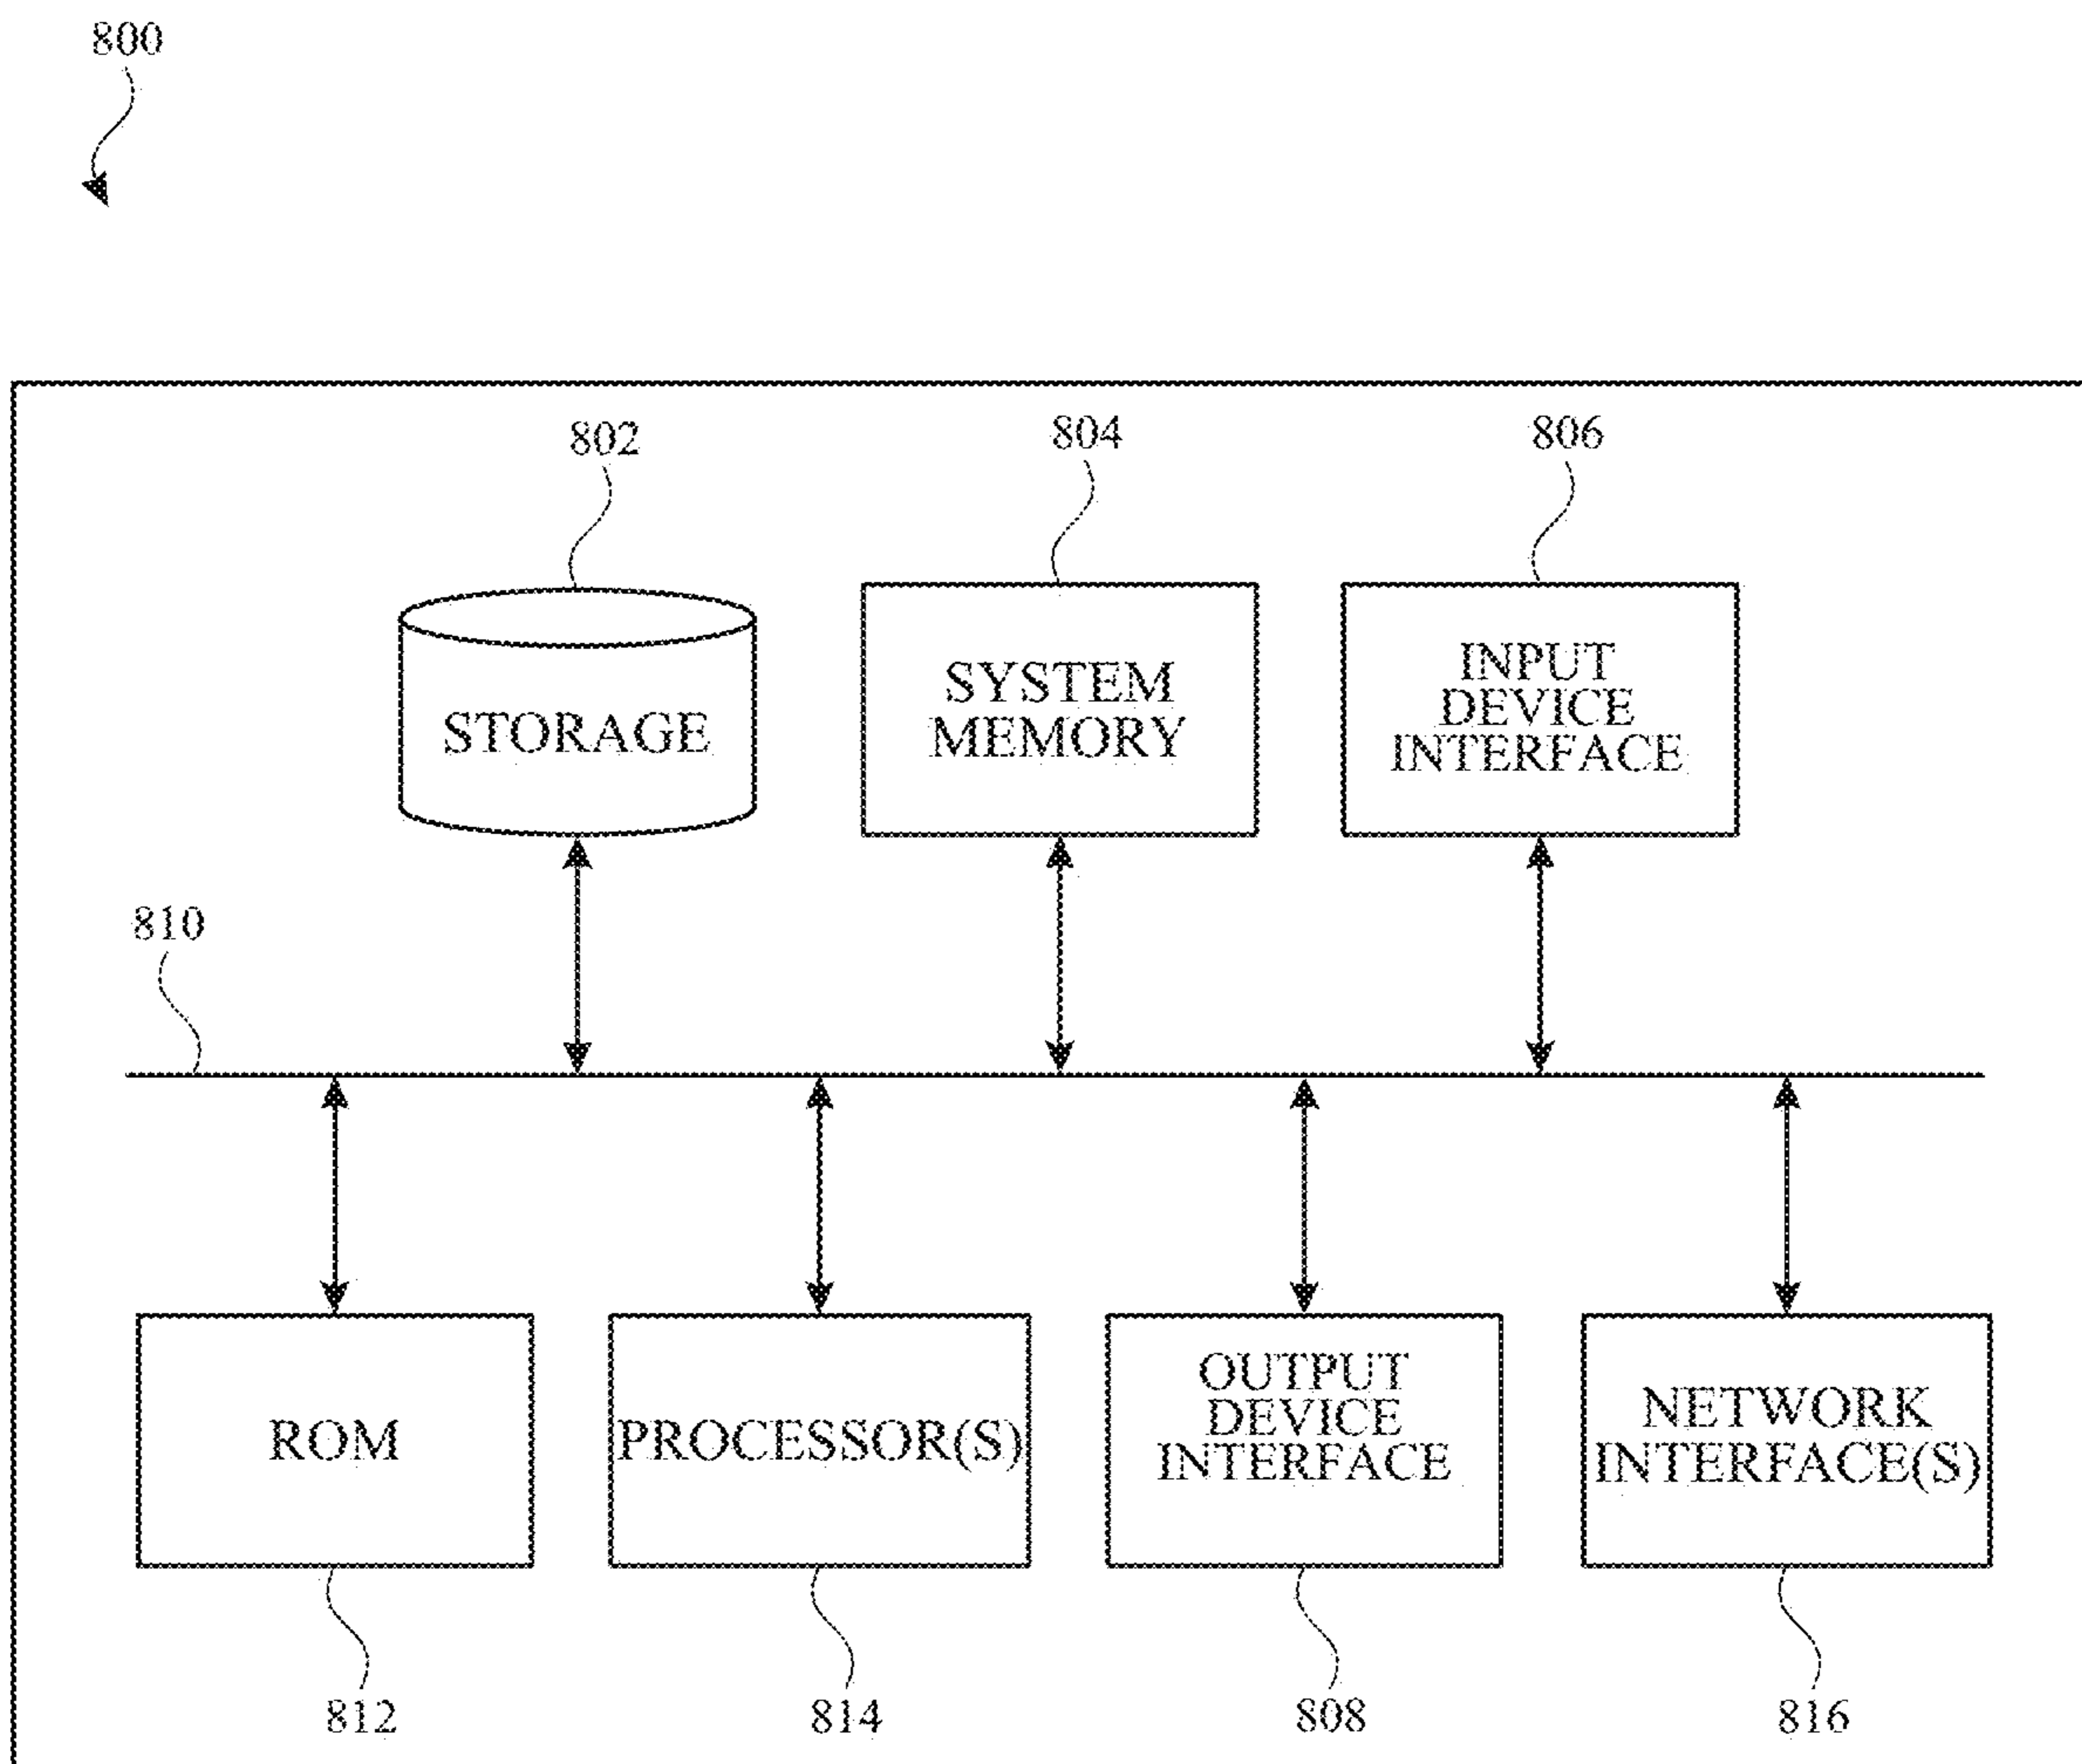 800
802
804
806
STORAGE
SYSTEM
MEMORY
INPUT
DEVICE
INTERFACE
810
ROM
PROCESSOR(S)
OUTPUT
DEVICE
INTERFACE
NETWORK
INTERFACE(S)
812
814
808
816